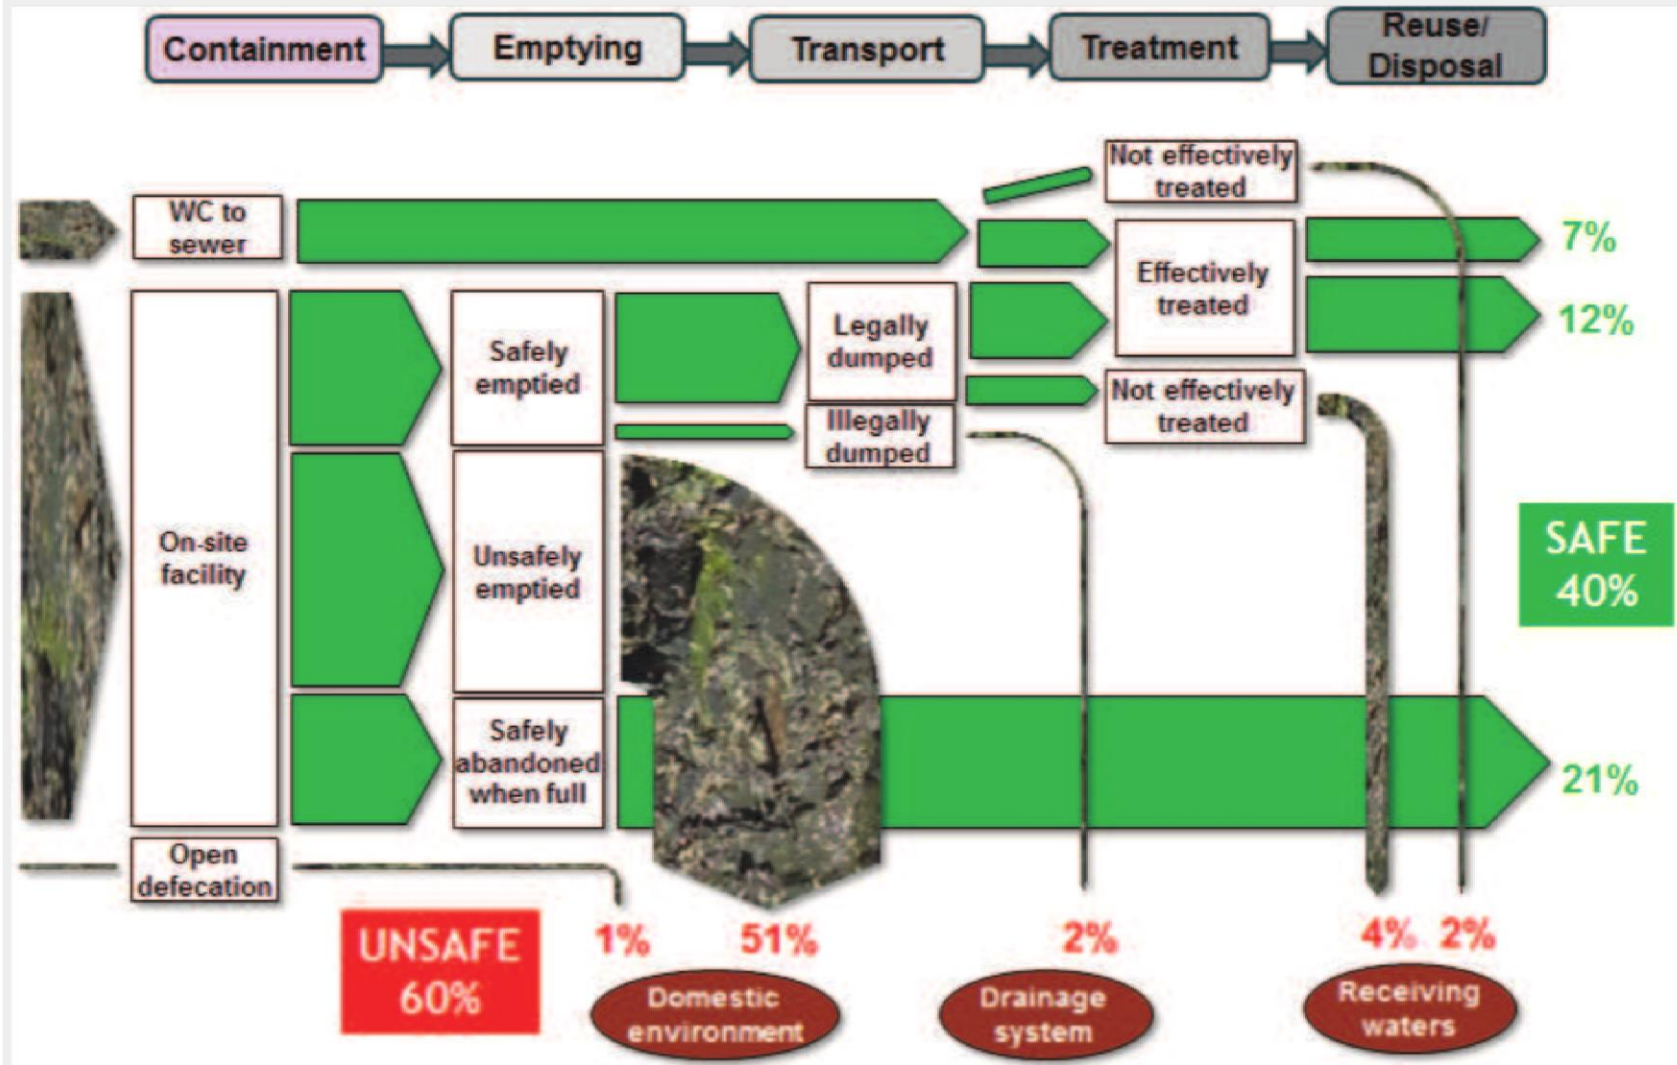 Containment
Emptying
Transport
Treatment
Reuse/
Disposal
Not effectively
treated
WC to
sewer
7%
Effectively
treated
12%
Safely
emptied
Legally
dumped
Not effectively
treated
Illegally
dumped
On-site
facility
Unsafely
emptied
SAFE
40%
Safely
abandoned
when full
21%
Open
defecation
UNSAFE
60%
1%
51%
2%
4%
2%
Domestic
environment
Drainage
system
Receiving
waters